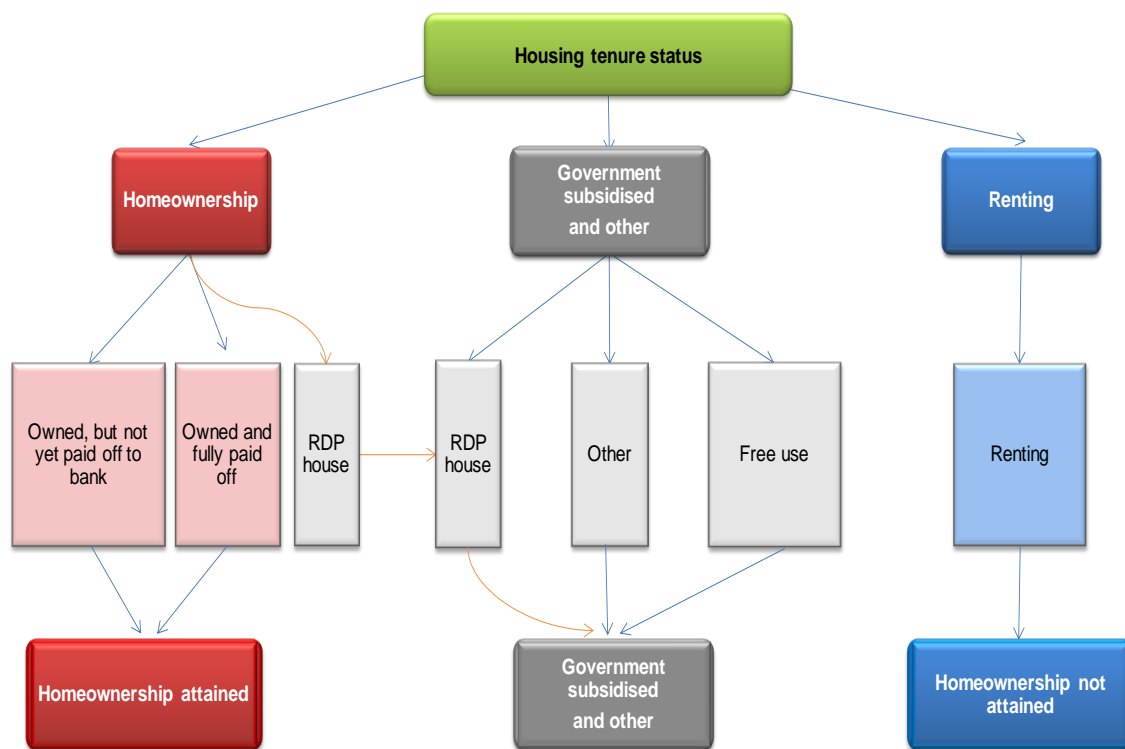 Housing tenure status
Homeownership
Government
subsidised
and other
Renting
Owned, but not
yet paid off to
bank
Owned and
fully paid
off
RDP
house
RDP
house
Other
Free use
Renting
Homeownership attained
Government
subsidised
and other
Homeownership not
attained